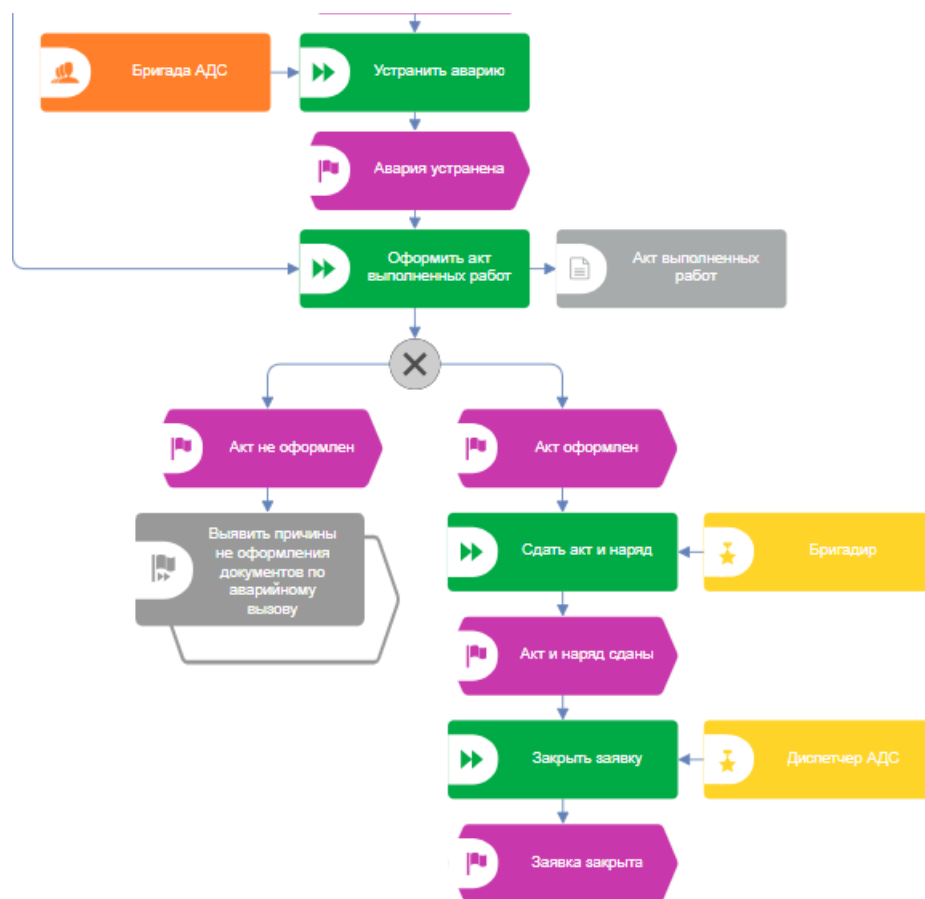 Бригада АДС
Устранить аварию
Авария устранена
Оформить акт
выполненных работ
Акт выполненных
работ
Акт не оформлен
Акт оформлен
Выявить причины
не оформления
документов по
аварийному
вызову
Сдать акт и наряд
Бригадир
Акт и наряд сданы
Закрыть заявку
Диспетчер АДС
Заявка закрыта